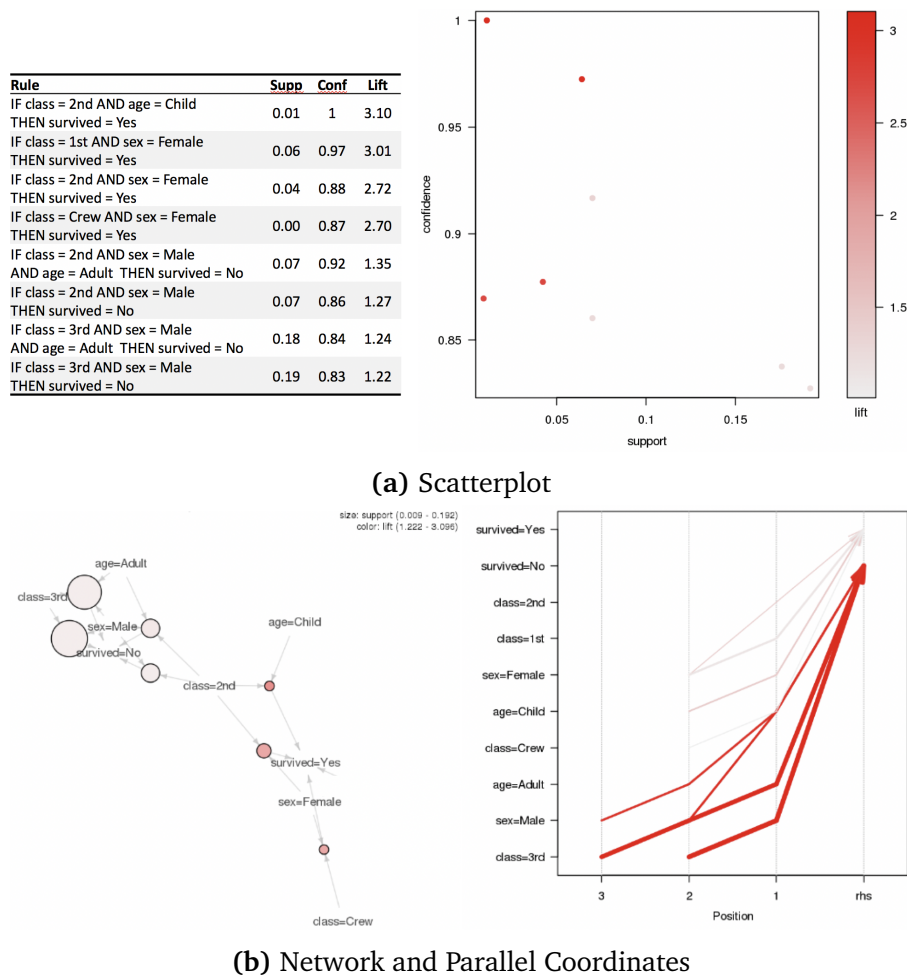 Rule Supp Conf Lift
IF class = 2nd AND age = Child
THEN survived = Yes
0.01 1 3.10
IF class = 1st AND sex = Female
THEN survived = Yes
0.06 0.97 3.01
IF class = 2nd AND sex = Female
THEN survived = Yes
0.04 0.88 2.72
IF class = Crew AND sex = Female
THEN survived = Yes
0.00 0.87 2.70
IF class = 2nd AND sex = Male
AND age = Adult THEN survived = No
0.07 0.92 1.35
IF class = 2nd AND sex = Male
THEN survived = No
0.07 0.86 1.27
IF class = 3rd AND sex = Male
AND age = Adult THEN survived = No
0.18 0.84 1.24
IF class = 3rd AND sex = Male
THEN survived = No
0.19 0.83 1.22
confidence
1
0.95
0.9
0.85
0.05 0.1 0.15
support
3
2.5
2
1.5
lift
(a) Scatterplot
size: support (0.009 - 0.192)
color: lift (1.222 - 3.096)
age=Adult
class=3rd
sex=Male
survived=No
age=Child
class=2nd
survived=Yes
sex=Female
class=Crew
survived=Yes
survived=No
class=2nd
class=1st
sex=Female
age=Child
class=Crew
age=Adult
sex=Male
class=3rd
3 2 1 rhs
Position
(b) Network and Parallel Coordinates